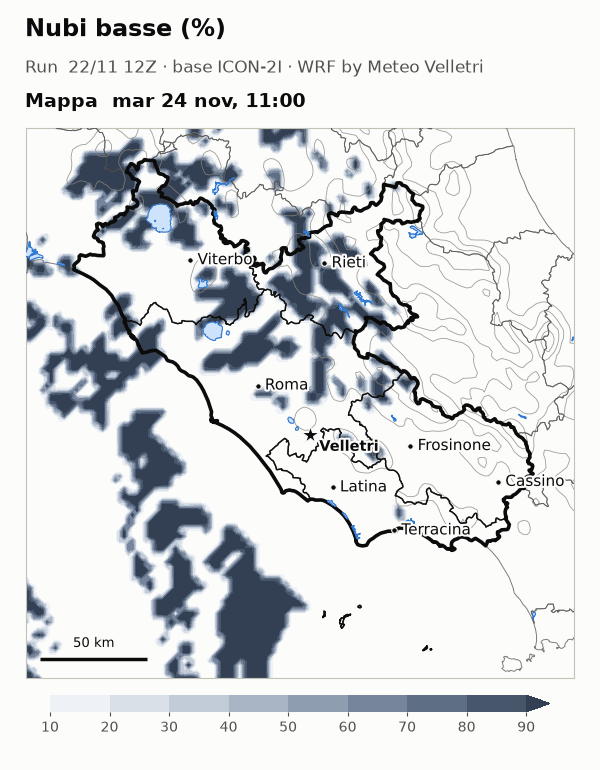 Nubi basse (%)
Run  22/11 12Z · base ICON-2I · WRF by Meteo Velletri
Mappa  mar 24 nov, 11:00
Viterbo
Rieti
Roma
Velletri
Frosinone
Latina
Cassino
Terracina
50 km
10 20 30 40 50 60 70 80 90